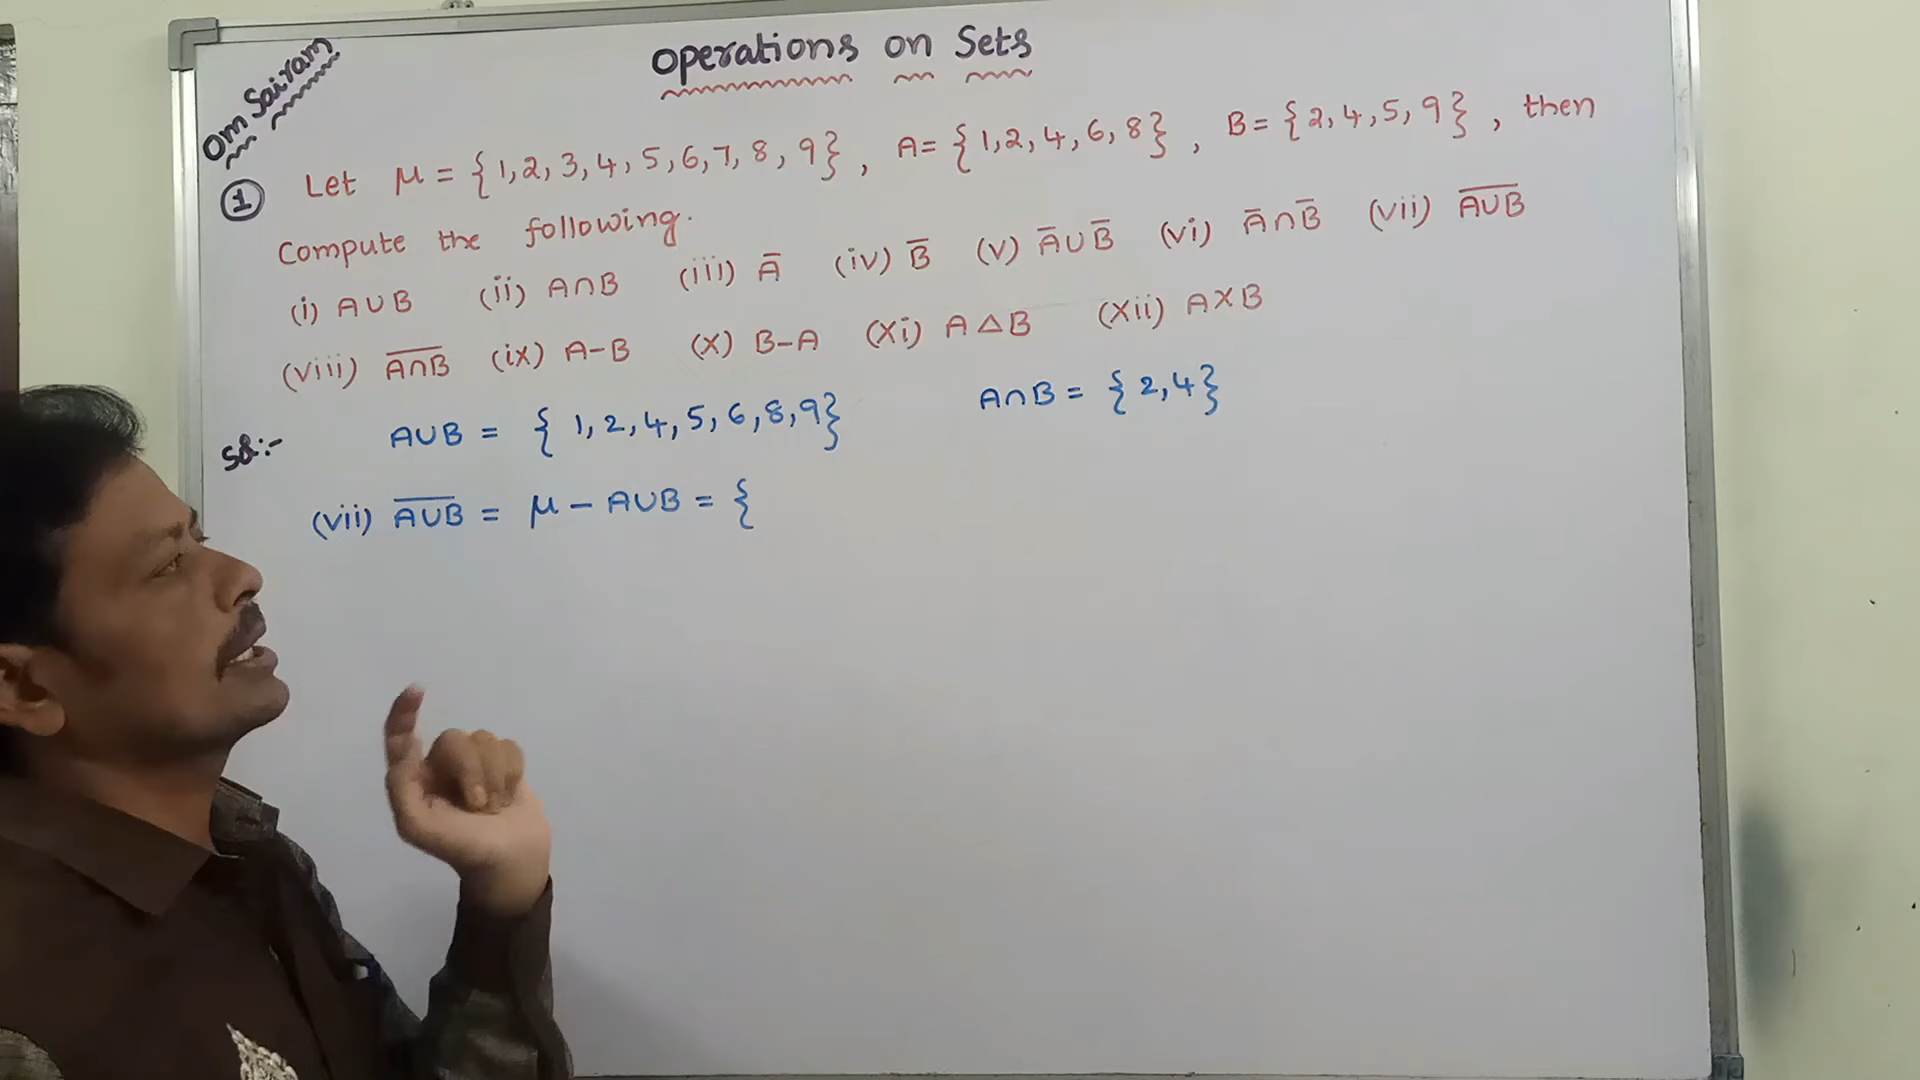 Operations on Sets
Om Sairam
① Let μ = {1,2,3,4,5,6,7,8,9}, A= {1,2,4,6,8}, B= {2,4,5,9}, then
Compute the following.
(i) A∪B (ii) A∩B (iii) A̅ (iv) B̅ (v) A̅∪B̅ (vi) A̅∩B̅ (vii) A̅∪̅B̅
(viii) A̅∩̅B̅ (ix) A-B (x) B-A (xi) A△B (xii) A×B
Sol:- A∪B = {1,2,4,5,6,8,9} A∩B = {2,4}
(vii) A̅∪̅B̅ = μ - A∪B = {